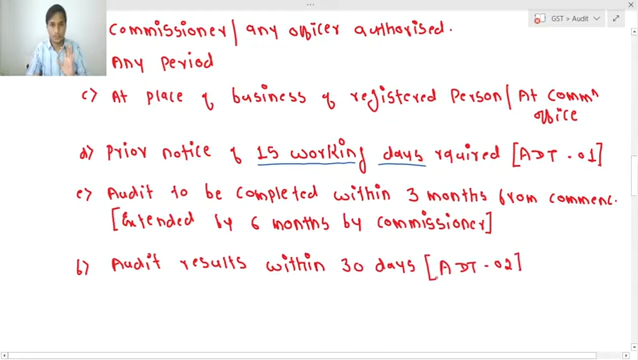 GST > Audit
Commissioner / any officer authorised.
Any Period
c) At place of business of registered Person / At Commn
office
d) Prior notice of 15 working days rquired [ADT-01]
e) Audit to be completed within 3 months from commenc.
[Extended by 6 months by commissioner]
b) Audit results within 30 days [ADT-02]